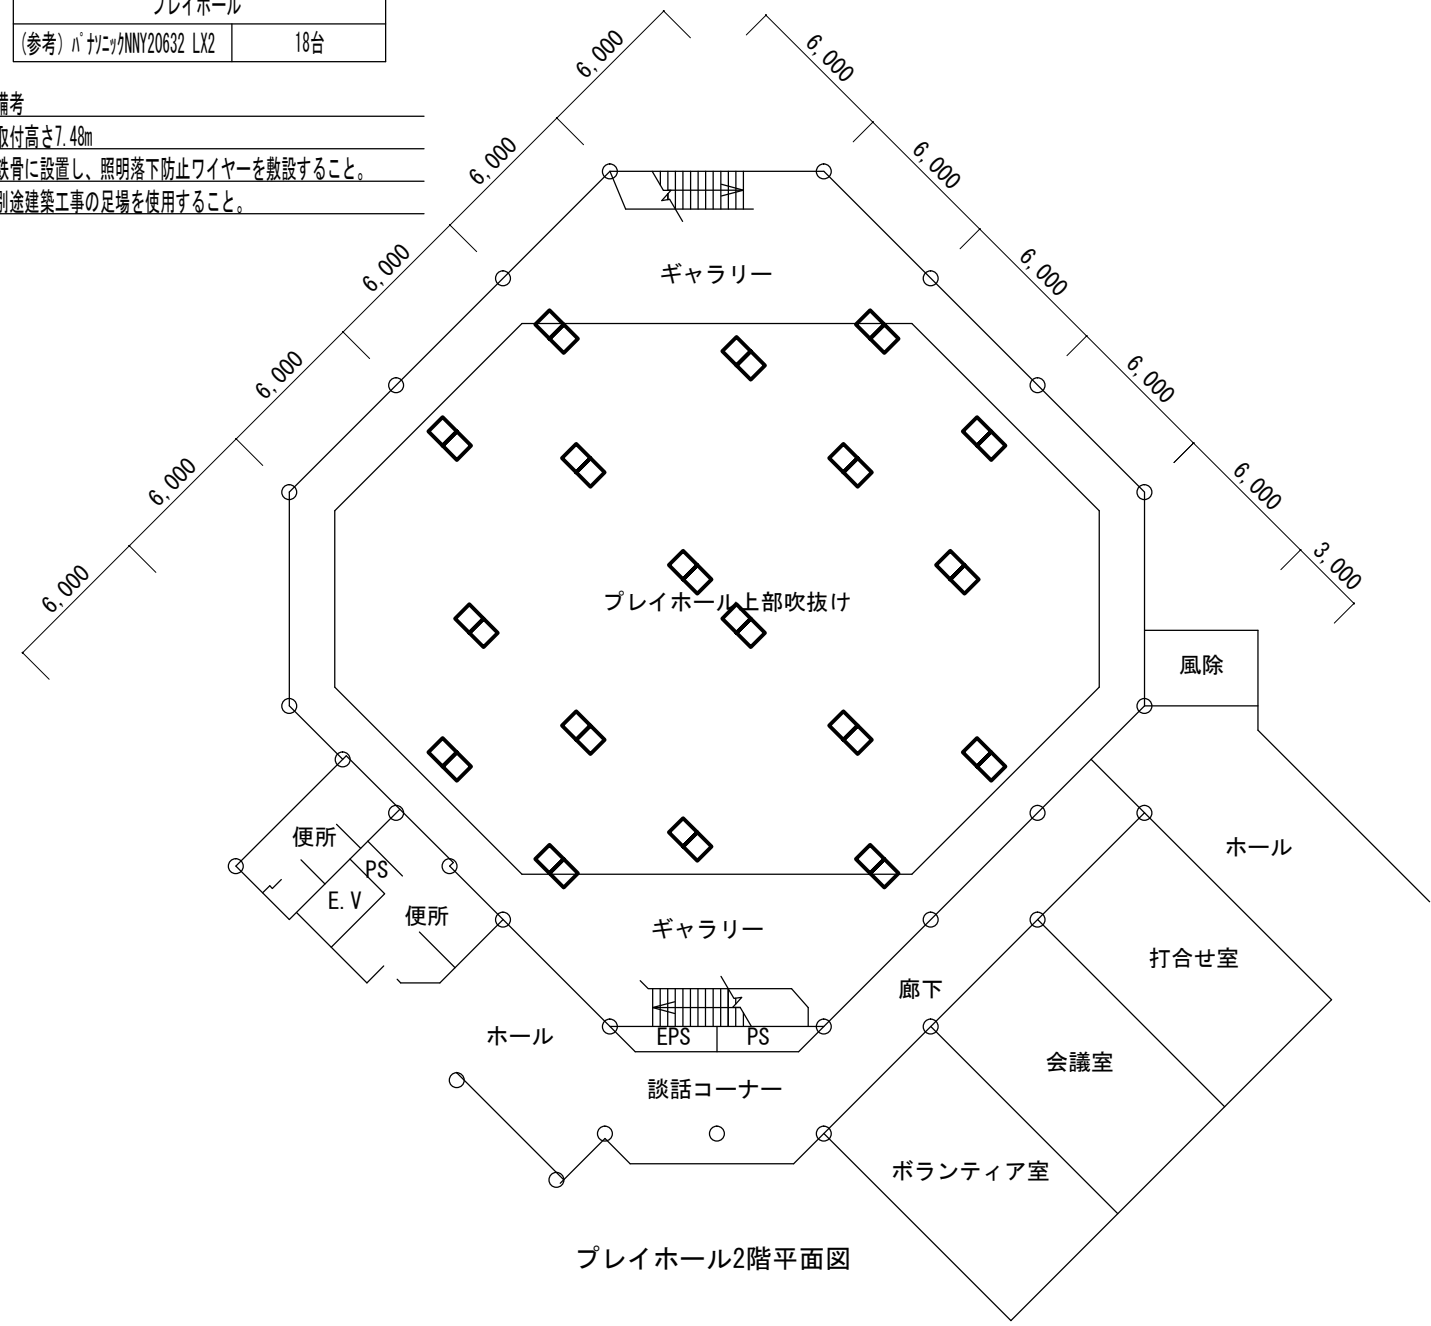 プレイホール
(参考) パナソニックNNY20632 LX2 18台
備考
取付高さ7.48m
鉄骨に設置し、照明落下防止ワイヤーを敷設すること。
別途建築工事の足場を使用すること。
6,000
6,000
6,000
6,000
6,000
6,000
6,000
6,000
6,000
6,000
6,000
3,000
ギャラリー
プレイホール上部吹抜け
風除
便所
PS
E.V
便所
ホール
ギャラリー
打合せ室
廊下
ホール
EPS
PS
会議室
談話コーナー
ボランティア室
プレイホール2階平面図